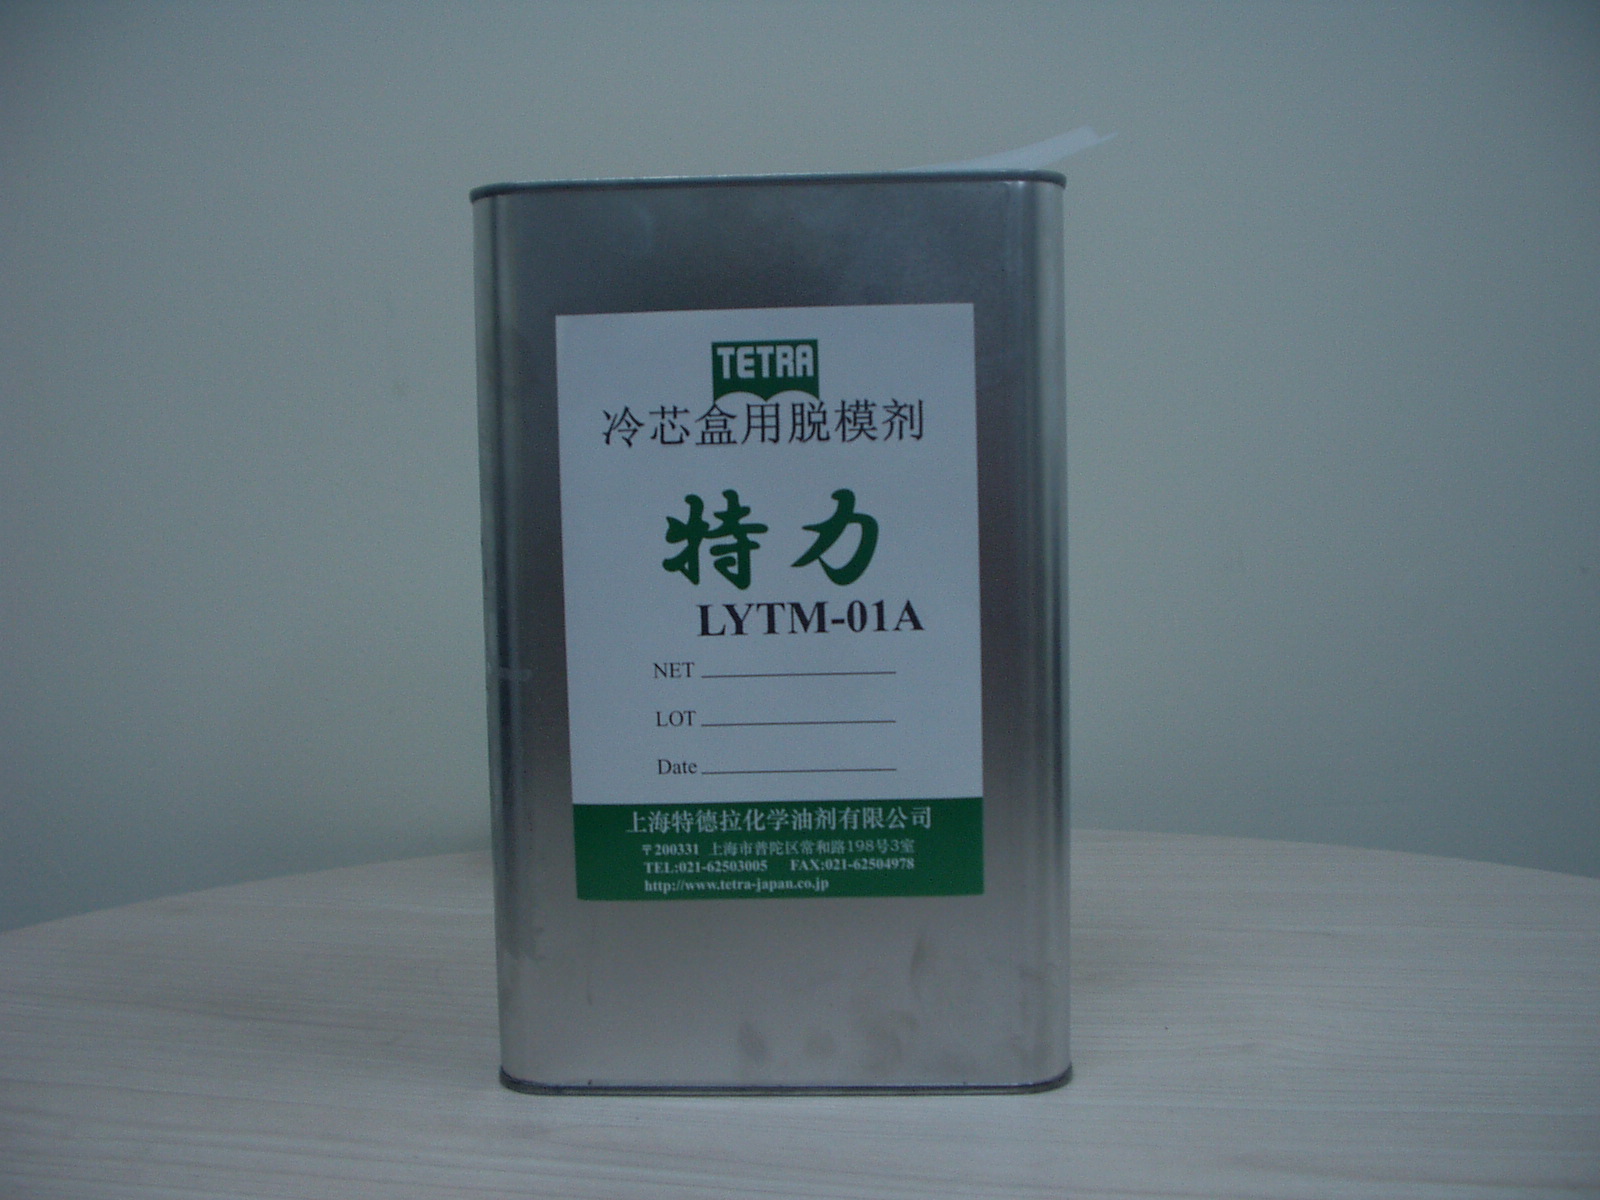 TETRA
冷芯盒用脱模剂
特力
LYTM-01A
NET
LOT
Date
上海特德拉化学油剂有限公司
〒200331 上海市普陀区常和路198号3室
TEL:021-62503005 FAX:021-62504978
http://www.tetra-japan.co.jp